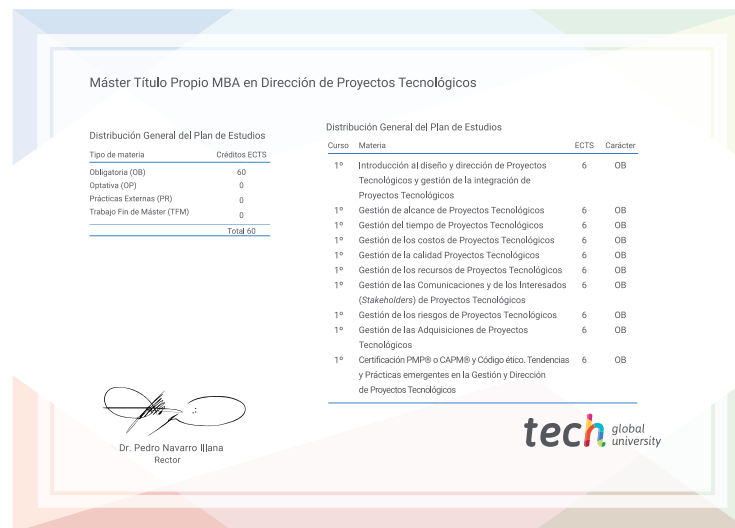 Máster Título Propio MBA en Dirección de Proyectos Tecnológicos
Distribución General del Plan de Estudios
Tipo de materia Créditos ECTS
Obligatoria (OB) 60
Optativa (OP) 0
Prácticas Externas (PR) 0
Trabajo Fin de Máster (TFM) 0
Total 60
Distribución General del Plan de Estudios
Curso Materia ECTS Carácter
1º Introducción al diseño y dirección de Proyectos 6 OB
Tecnológicos y gestión de la integración de
Proyectos Tecnológicos
1º Gestión de alcance de Proyectos Tecnológicos 6 OB
1º Gestión del tiempo de Proyectos Tecnológicos 6 OB
1º Gestión de los costos de Proyectos Tecnológicos 6 OB
1º Gestión de la calidad Proyectos Tecnológicos 6 OB
1º Gestión de los recursos de Proyectos Tecnológicos 6 OB
1º Gestión de las Comunicaciones y de los Interesados 6 OB
(Stakeholders) de Proyectos Tecnológicos
1º Gestión de los riesgos de Proyectos Tecnológicos 6 OB
1º Gestión de las Adquisiciones de Proyectos 6 OB
Tecnológicos
1º Certificación PMP® o CAPM® y Código ético. Tendencias 6 OB
y Prácticas emergentes en la Gestión y Dirección
de Proyectos Tecnológicos
Dr. Pedro Navarro Illana
Rector
tech global
university